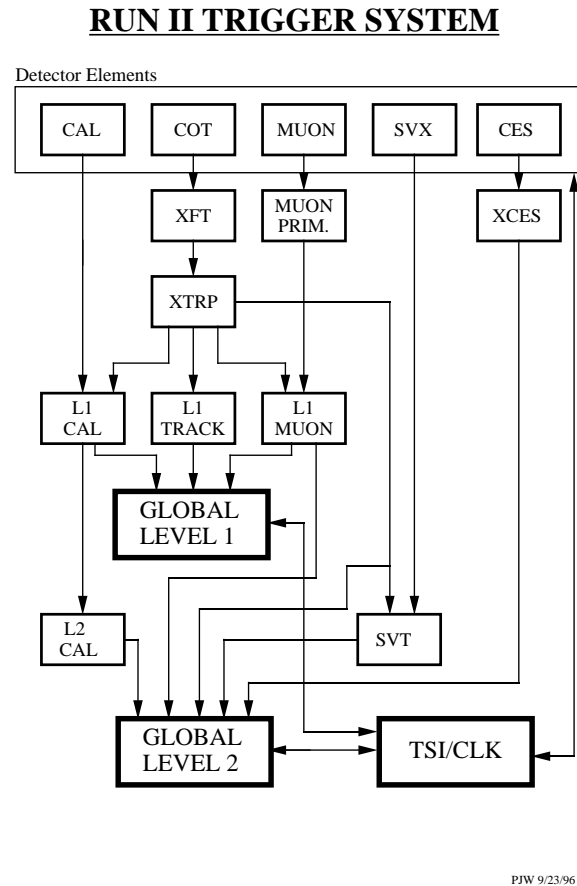 RUN II TRIGGER SYSTEM
Detector Elements
CAL
COT
MUON
SVX
CES
XFT
MUON
PRIM.
XCES
XTRP
L1
CAL
L1
TRACK
L1
MUON
GLOBAL
LEVEL 1
L2
CAL
SVT
GLOBAL
LEVEL 2
TSI/CLK
PJW 9/23/96